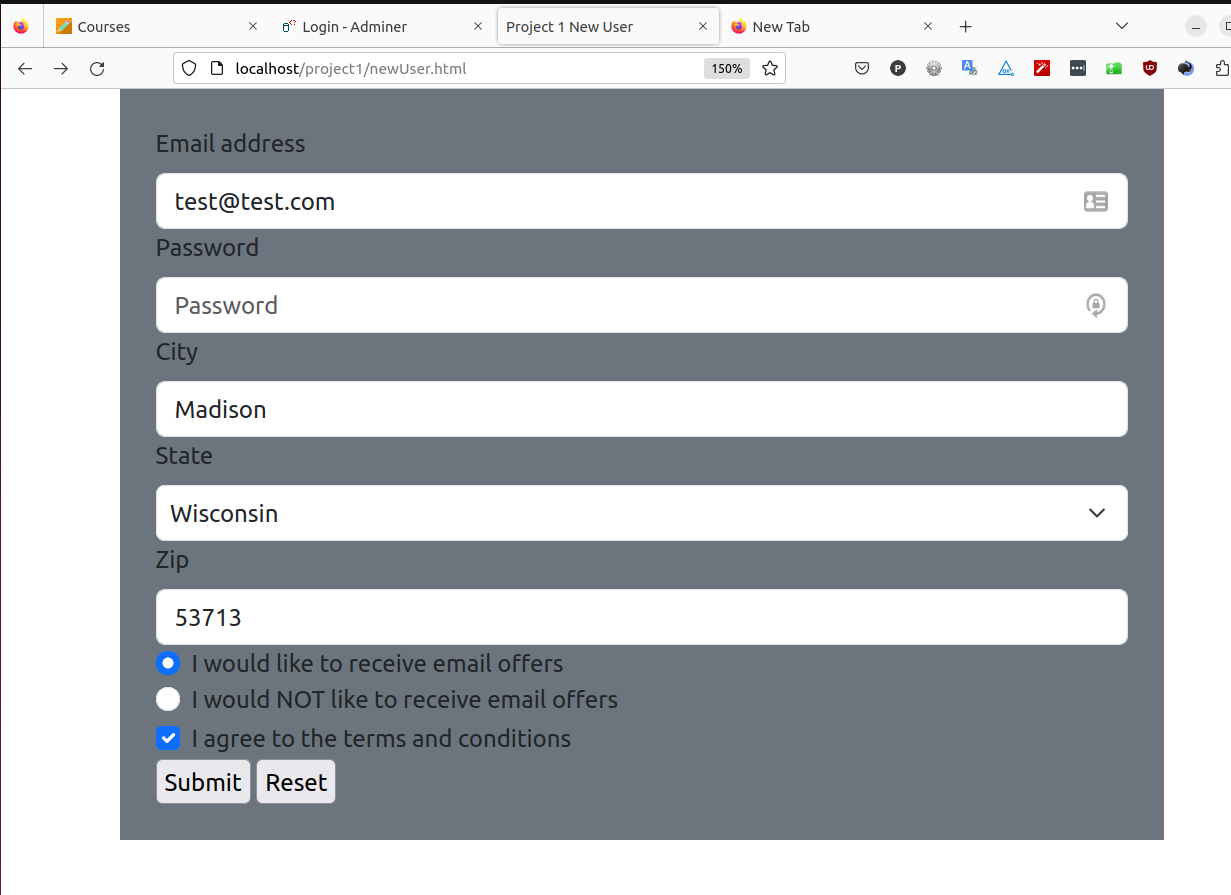 Courses
Login - Adminer
Project 1 New User
New Tab
localhost/project1/newUser.html
150%
Email address
test@test.com
Password
Password
City
Madison
State
Wisconsin
Zip
53713
I would like to receive email offers
I would NOT like to receive email offers
I agree to the terms and conditions
Submit Reset